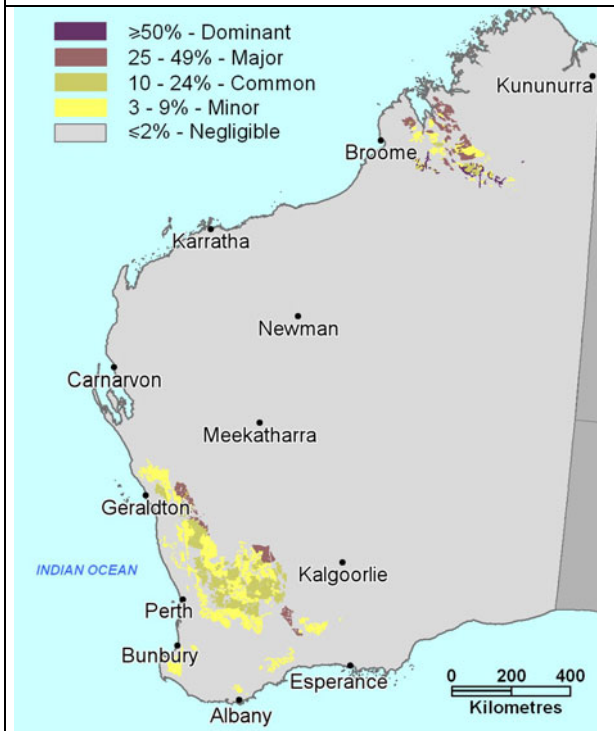 ≥50% - Dominant
25 - 49% - Major
10 - 24% - Common
3 - 9% - Minor
≤2% - Negligible
Kununurra
Broome
Karratha
Newman
Carnarvon
Meekatharra
Geraldton
INDIAN OCEAN
Kalgoorlie
Perth
Bunbury
Esperance
Albany
0 200 400
Kilometres